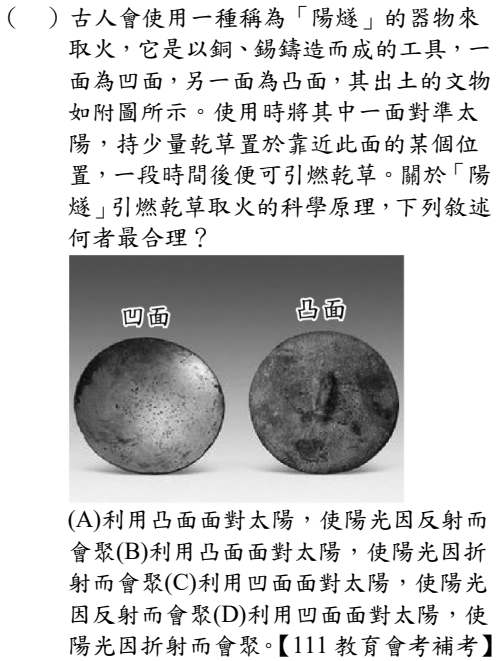 （　）古人會使用一種稱為「陽燧」的器物來
取火，它是以銅、錫鑄造而成的工具，一
面為凹面，另一面為凸面，其出土的文物
如附圖所示。使用時將其中一面對準太
陽，持少量乾草置於靠近此面的某個位
置，一段時間後便可引燃乾草。關於「陽
燧」引燃乾草取火的科學原理，下列敘述
何者最合理？
凹面　凸面
(A)利用凸面面對太陽，使陽光因反射而
會聚(B)利用凸面面對太陽，使陽光因折
射而會聚(C)利用凹面面對太陽，使陽光
因反射而會聚(D)利用凹面面對太陽，使
陽光因折射而會聚。【111 教育會考補考】